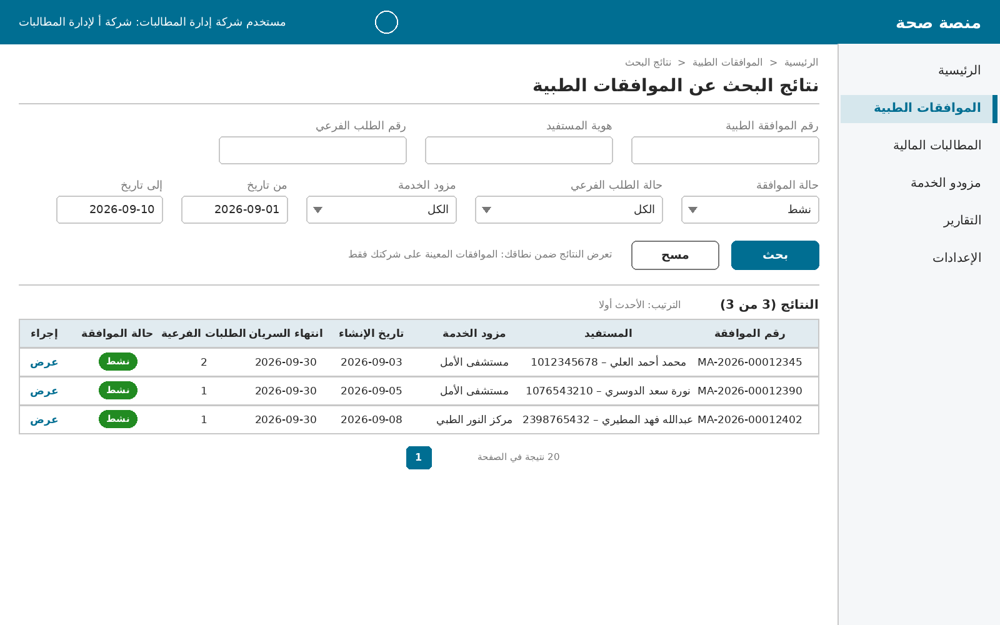 منصة صحة
مستخدم شركة إدارة المطالبات: شركة أ لإدارة المطالبات
الرئيسية
الموافقات الطبية
المطالبات المالية
مزودو الخدمة
التقارير
الإعدادات
الرئيسية > الموافقات الطبية > نتائج البحث
نتائج البحث عن الموافقات الطبية
رقم الموافقة الطبية هوية المستفيد رقم الطلب الفرعي
حالة الموافقة حالة الطلب الفرعي مزود الخدمة من تاريخ إلى تاريخ
نشط الكل الكل 2026-09-01 2026-09-10
بحث مسح تعرض النتائج ضمن نطاقك: الموافقات المعينة على شركتك فقط
النتائج (3 من 3) الترتيب: الأحدث أولا
رقم الموافقة المستفيد مزود الخدمة تاريخ الإنشاء انتهاء السريان الطلبات الفرعية حالة الموافقة إجراء
MA-2026-00012345 محمد أحمد العلي – 1012345678 مستشفى الأمل 2026-09-03 2026-09-30 2 نشط عرض
MA-2026-00012390 نورة سعد الدوسري – 1076543210 مستشفى الأمل 2026-09-05 2026-09-30 1 نشط عرض
MA-2026-00012402 عبدالله فهد المطيري – 2398765432 مركز النور الطبي 2026-09-08 2026-09-30 1 نشط عرض
20 نتيجة في الصفحة 1